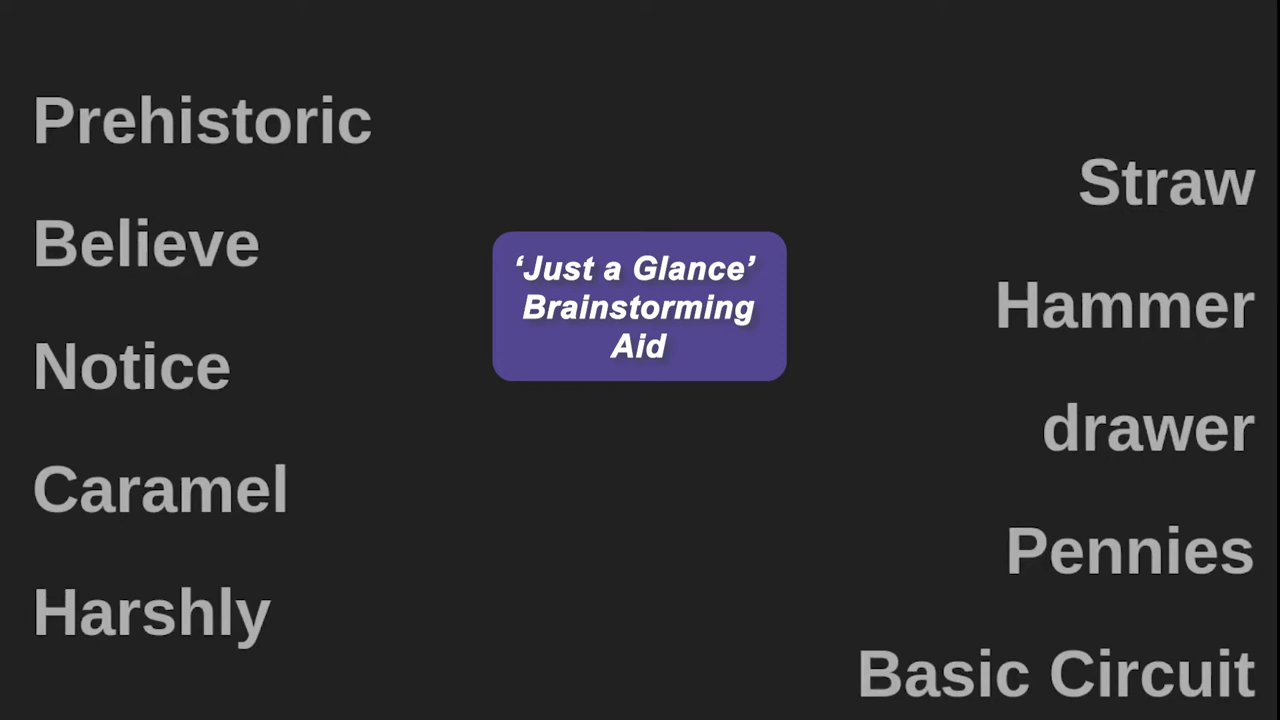 Prehistoric
Believe
Notice
Caramel
Harshly
‘Just a Glance’
Brainstorming
Aid
Straw
Hammer
drawer
Pennies
Basic Circuit